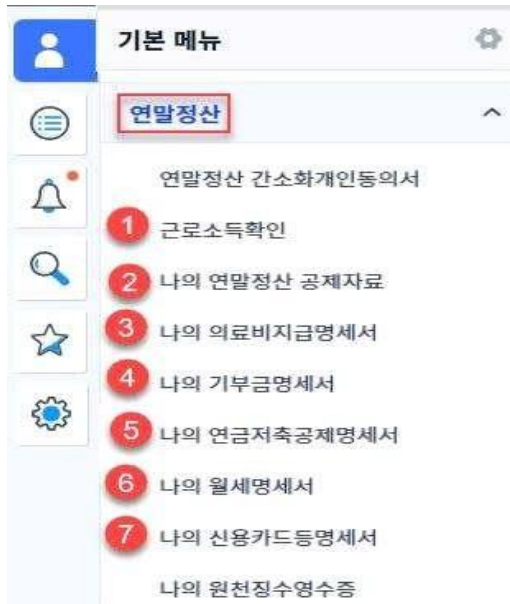 기본 메뉴
연말정산
연말정산 간소화개인동의서
1 근로소득확인
2 나의 연말정산 공제자료
3 나의 의료비지급명세서
4 나의 기부금명세서
5 나의 연금저축공제명세서
6 나의 월세명세서
7 나의 신용카드등명세서
나의 원천징수영수증